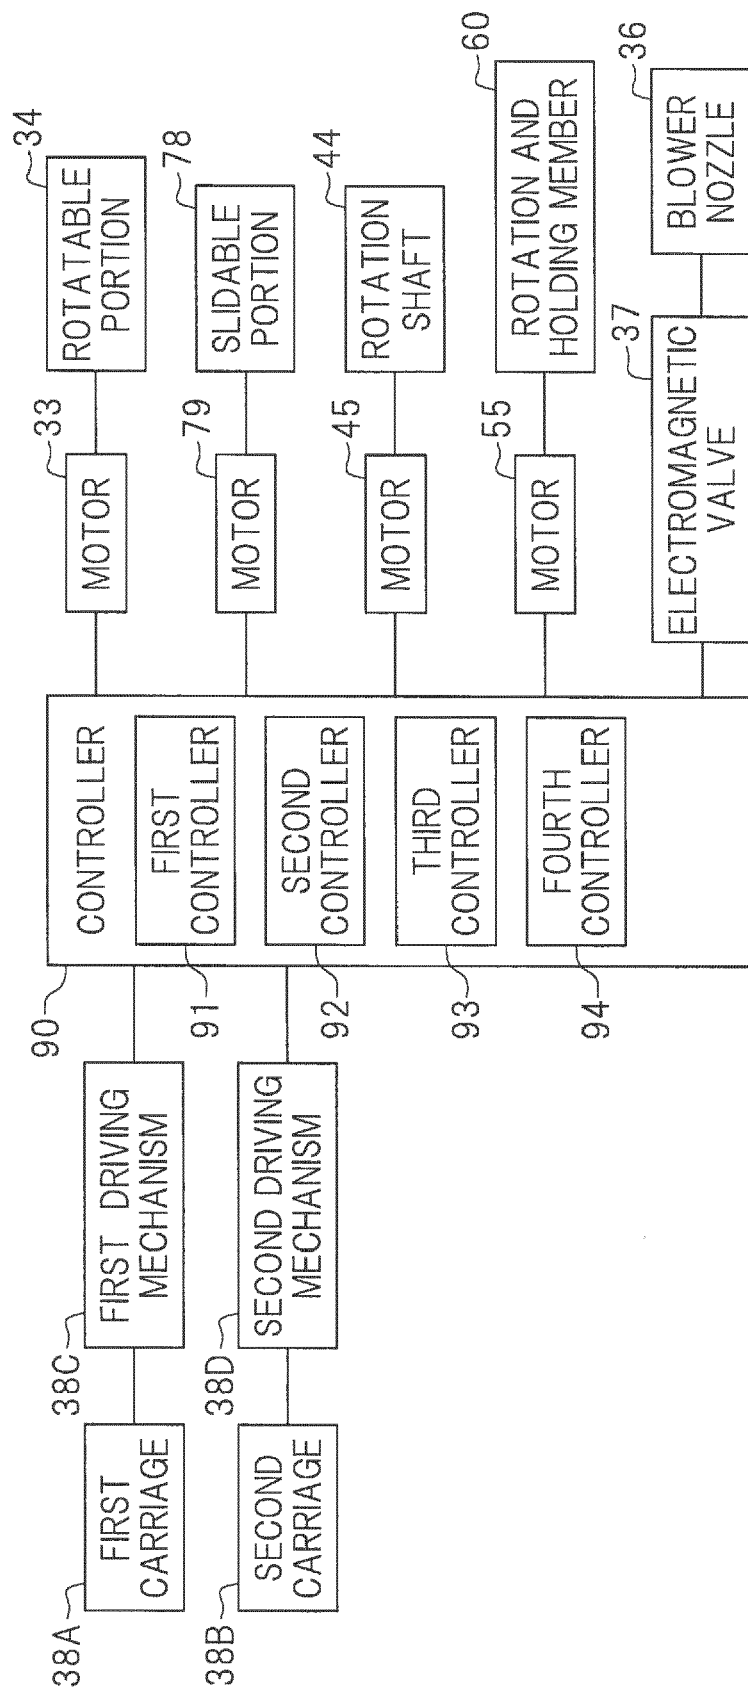 38A
FIRST
CARRIAGE
38C
FIRST DRIVING
MECHANISM
38B
SECOND
CARRIAGE
38D
SECOND DRIVING
MECHANISM
90
CONTROLLER
91
FIRST
CONTROLLER
92
SECOND
CONTROLLER
93
THIRD
CONTROLLER
94
FOURTH
CONTROLLER
33
MOTOR
34
ROTATABLE
PORTION
79
MOTOR
78
SLIDABLE
PORTION
45
MOTOR
44
ROTATION
SHAFT
55
MOTOR
60
ROTATION AND
HOLDING MEMBER
37
ELECTROMAGNETIC
VALVE
36
BLOWER
NOZZLE